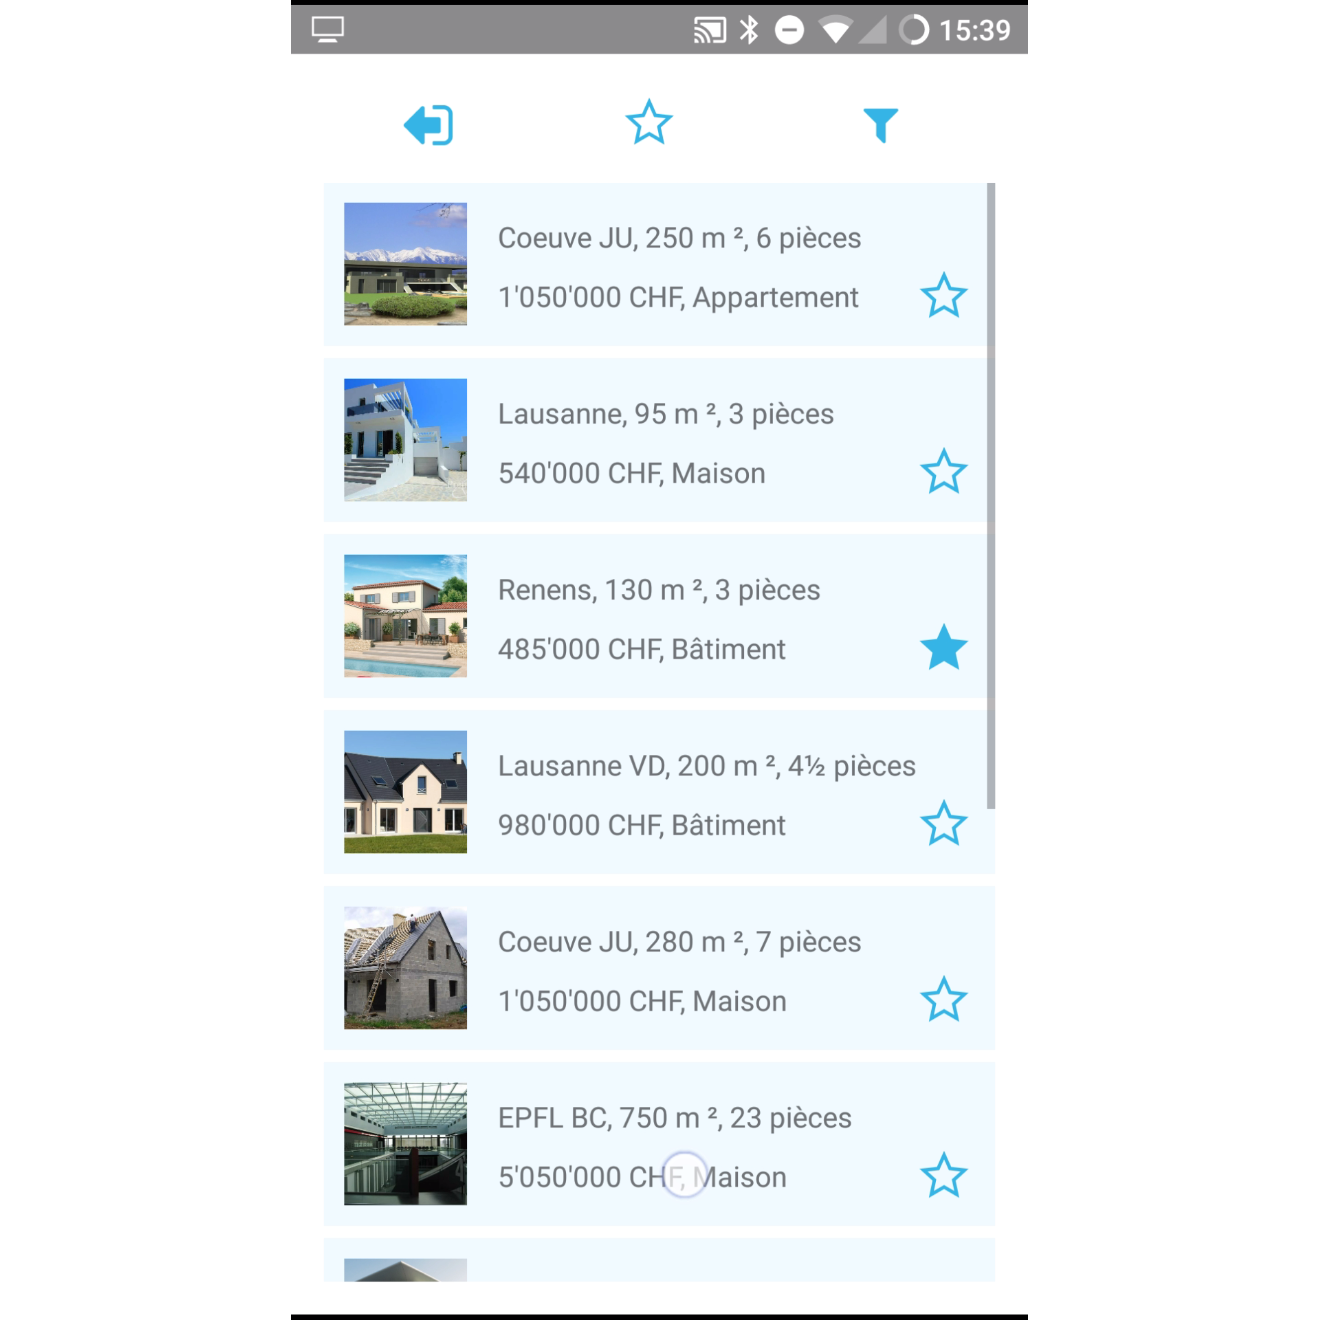 15:39
Coeuve JU, 250 m ², 6 pièces
1'050'000 CHF, Appartement
Lausanne, 95 m ², 3 pièces
540'000 CHF, Maison
Renens, 130 m ², 3 pièces
485'000 CHF, Bâtiment
Lausanne VD, 200 m ², 4½ pièces
980'000 CHF, Bâtiment
Coeuve JU, 280 m ², 7 pièces
1'050'000 CHF, Maison
EPFL BC, 750 m ², 23 pièces
5'050'000 CHF, Maison